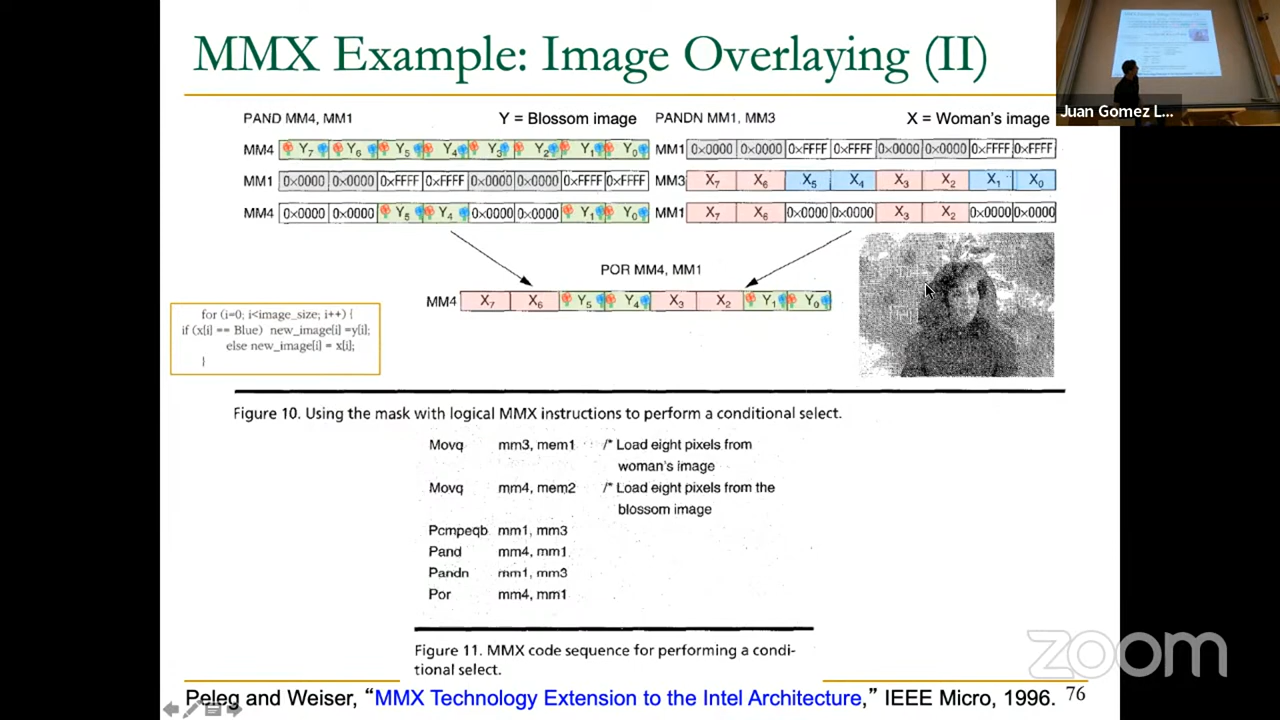 MMX Example: Image Overlaying (II)
Juan Gomez L...
PAND MM4, MM1
Y = Blossom image
PANDN MM1, MM3
X = Woman's image
MM4 Y7 Y6 Y5 Y4 Y3 Y2 Y1 Y0
MM1 0x0000 0x0000 0xFFFF 0xFFFF 0x0000 0x0000 0xFFFF 0xFFFF
MM1 0x0000 0x0000 0xFFFF 0xFFFF 0x0000 0x0000 0xFFFF 0xFFFF
MM3 X7 X6 X5 X4 X3 X2 X1 X0
MM4 0x0000 0x0000 Y5 Y4 0x0000 0x0000 Y1 Y0
MM1 X7 X6 0x0000 0x0000 X3 X2 0x0000 0x0000
POR MM4, MM1
MM4 X7 X6 Y5 Y4 X3 X2 Y1 Y0
for (i=0; i<image_size; i++) {
if (x[i] == Blue) new_image[i] =y[i];
else new_image[i] = x[i];
}
Figure 10. Using the mask with logical MMX instructions to perform a conditional select.
Movq mm3, mem1 /* Load eight pixels from
woman's image
Movq mm4, mem2 /* Load eight pixels from the
blossom image
Pcmpeqb mm1, mm3
Pand mm4, mm1
Pandn mm1, mm3
Por mm4, mm1
Figure 11. MMX code sequence for performing a condi-
tional select.
zoom
Peleg and Weiser, “MMX Technology Extension to the Intel Architecture,” IEEE Micro, 1996.
76